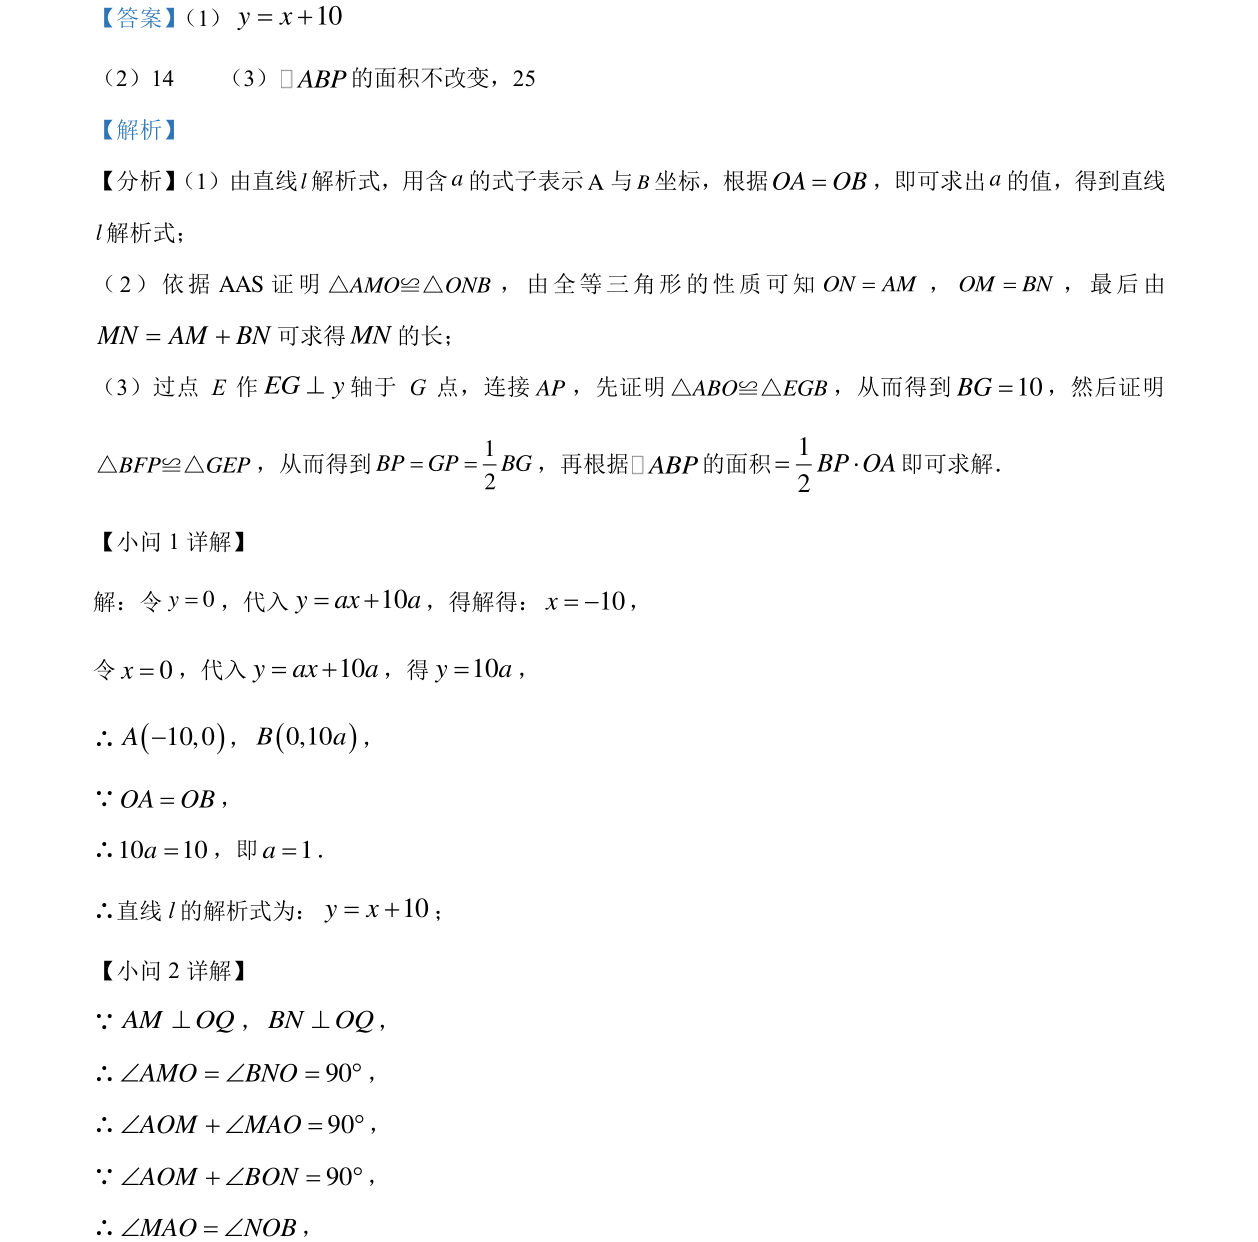 【答案】（1） y = x+10
（2）14 （3）□ABP 的面积不改变，25
【解析】
【分析】（1）由直线 l 解析式，用含 a 的式子表示 A 与 B 坐标，根据 OA = OB，即可求出 a 的值，得到直线
l 解析式；
（2）依据 AAS 证明 △AMO≌△ONB，由全等三角形的性质可知 ON = AM，OM = BN，最后由
MN = AM + BN 可求得 MN 的长；
（3）过点 E 作 EG ⊥ y 轴于 G 点，连接 AP，先证明 △ABO≌△EGB，从而得到 BG = 10，然后证明
△BFP≌△GEP，从而得到 BP = GP = 1/2 BG，再根据□ABP 的面积 = 1/2 BP · OA 即可求解．
【小问 1 详解】
解：令 y = 0，代入 y = ax+10a，得解得： x = −10，
令 x = 0，代入 y = ax+10a，得 y = 10a，
∴ A(−10,0)，B(0,10a)，
∵ OA = OB，
∴10a = 10，即 a = 1．
∴直线 l 的解析式为： y = x+10；
【小问 2 详解】
∵ AM ⊥ OQ，BN ⊥ OQ，
∴ ∠AMO = ∠BNO = 90°，
∴ ∠AOM + ∠MAO = 90°，
∵ ∠AOM + ∠BON = 90°，
∴ ∠MAO = ∠NOB，